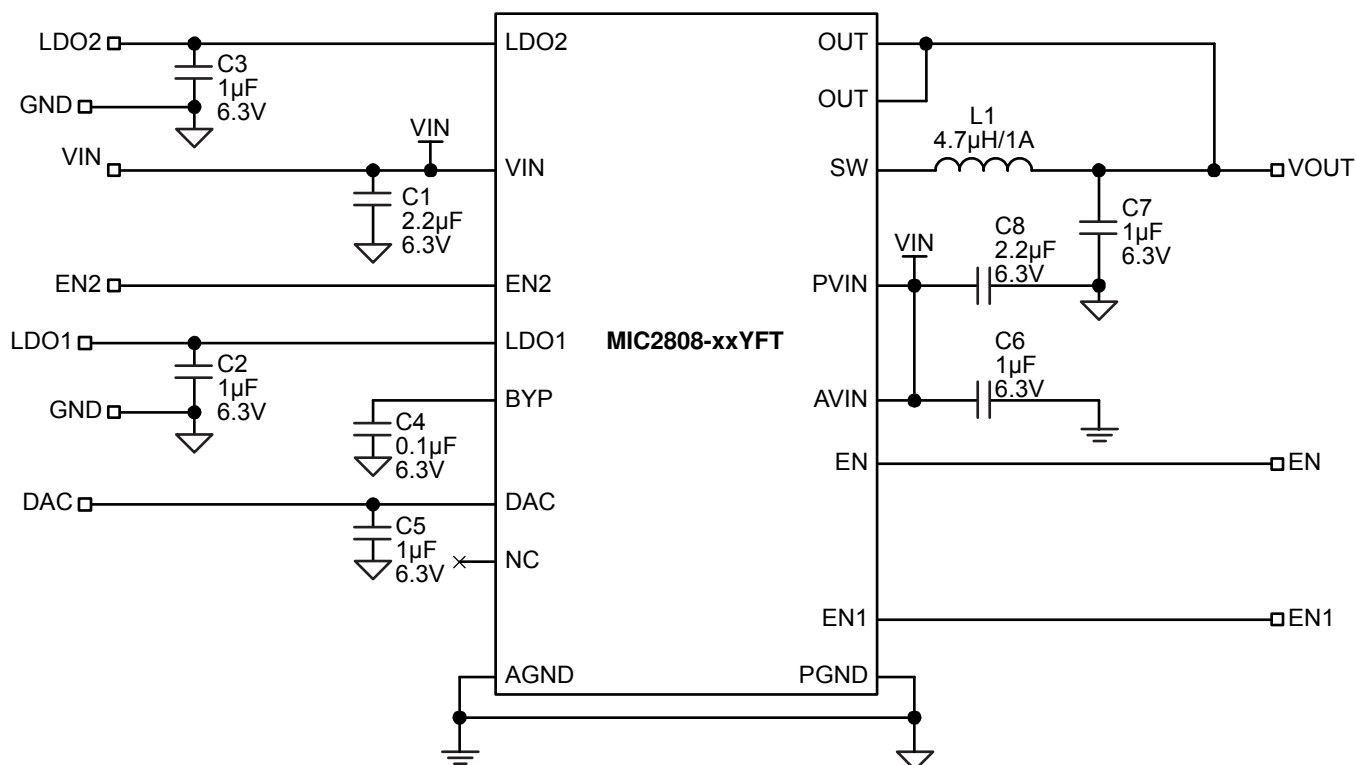 LDO2
C3
1µF
6.3V
GND
VIN
VIN
C1
2.2µF
6.3V
EN2
LDO1
C2
1µF
6.3V
GND
C4
0.1µF
6.3V
DAC
C5
1µF
6.3V
LDO2
VIN
EN2
LDO1
BYP
DAC
NC
AGND
MIC2808-xxYFT
OUT
OUT
SW
PVIN
AVIN
EN
EN1
PGND
L1
4.7µH/1A
VOUT
C7
1µF
6.3V
VIN
C8
2.2µF
6.3V
C6
1µF
6.3V
EN
EN1